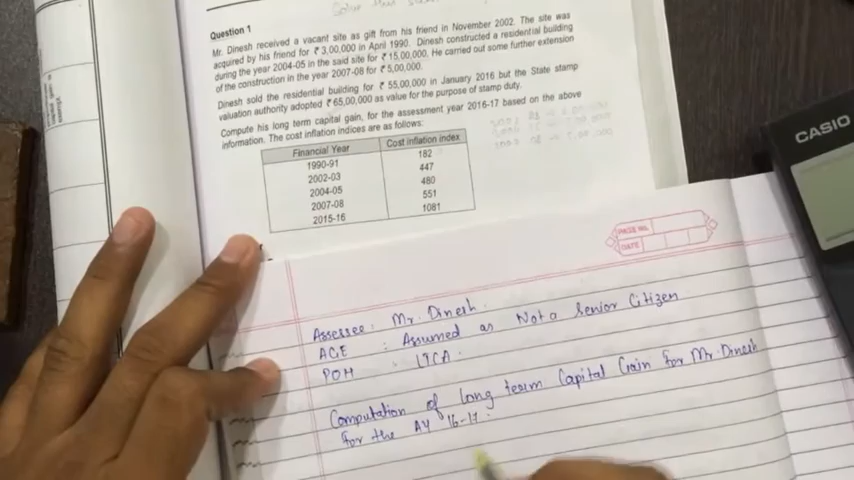 Question 1
Mr. Dinesh received a vacant site as gift from his friend in November 2002. The site was
acquired by his friend for ₹ 3,00,000 in April 1990. Dinesh constructed a residential building
during the year 2004-05 in the said site for ₹ 15,00,000. He carried out some further extension
of the construction in the year 2007-08 for ₹ 5,00,000.
Dinesh sold the residential building for ₹ 55,00,000 in January 2016 but the State stamp
valuation authority adopted ₹ 65,00,000 as value for the purpose of stamp duty.
Compute his long term capital gain, for the assessment year 2016-17 based on the above
information. The cost inflation indices are as follows:
Financial Year Cost inflation index
1990-91 182
2002-03 447
2004-05 480
2007-08 551
2015-16 1081
CASIO
PAGE NO.
DATE
Assessee : Mr. Dinesh.
AGE : Assumed as Not a Senior Citizen
Computation of long term Capital Gain for Mr. Dinesh
for the AY 16-17.